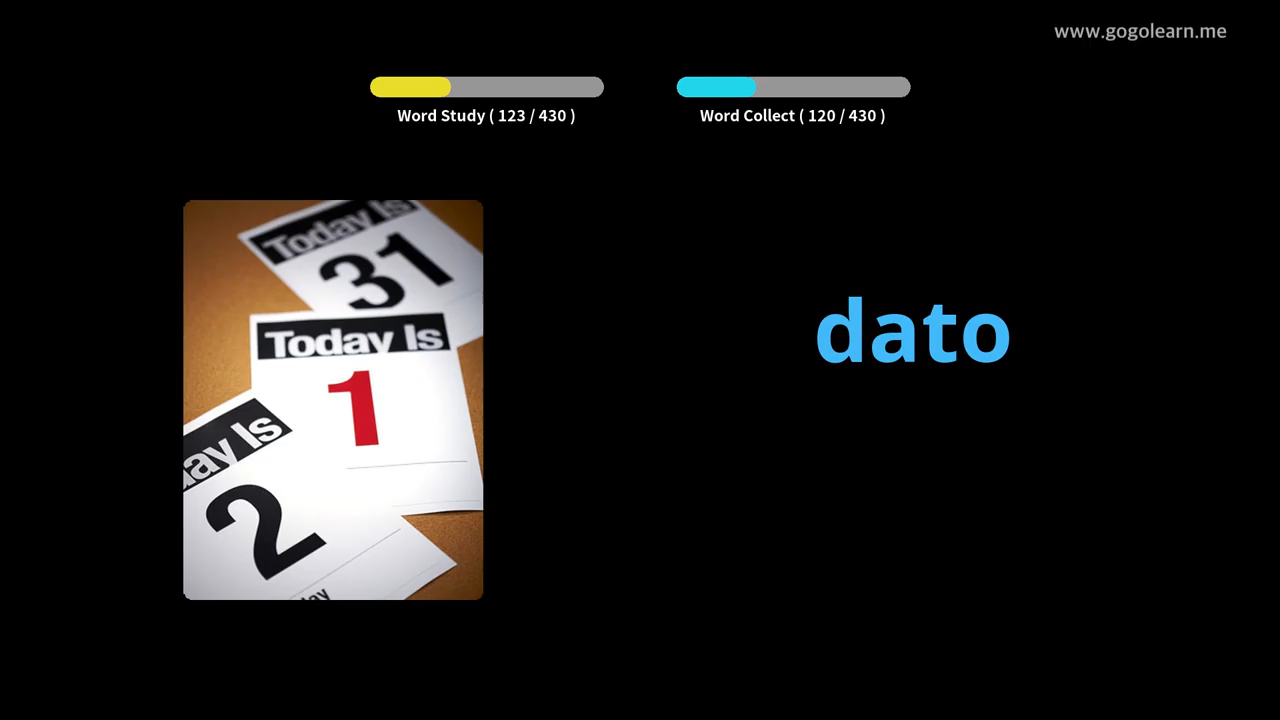 www.gogolearn.me
Word Study ( 123 / 430 )
Word Collect ( 120 / 430 )
Today Is
31
Today Is
1
ay Is
2
dato